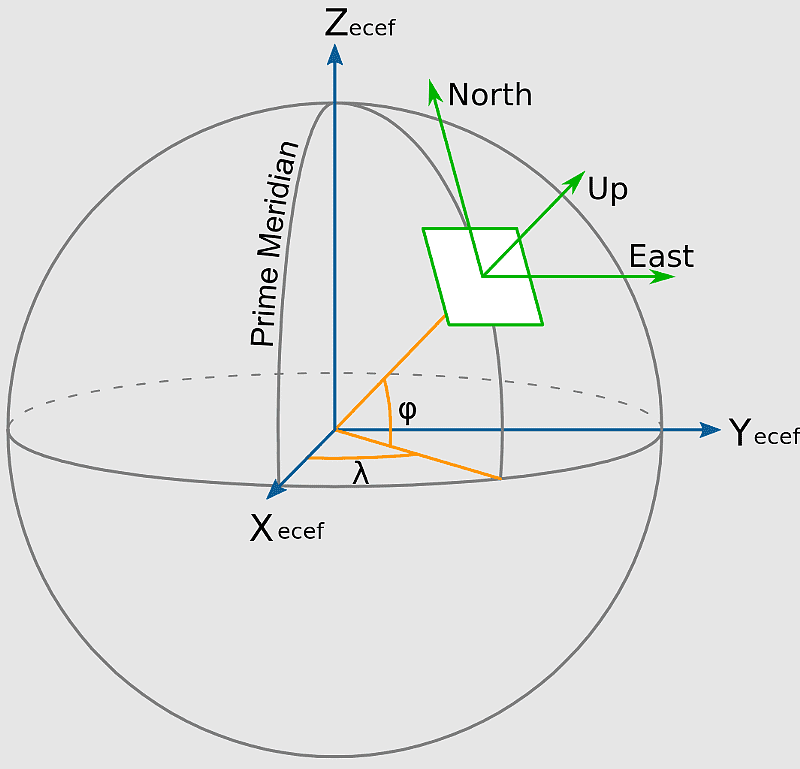 Zecef
North
Up
East
Prime Meridian
φ
Yecef
λ
Xecef